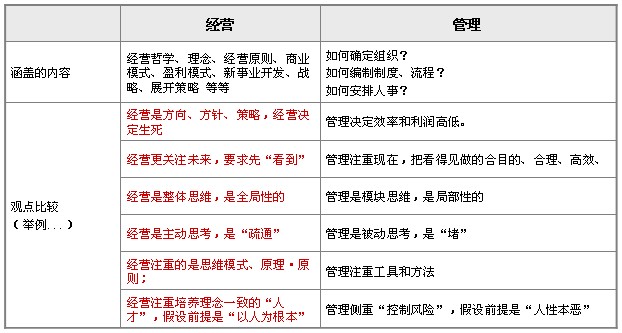 经营
管理
涵盖的内容
经营哲学、理念、经营原则、商业
模式、盈利模式、新事业开发、战
略、展开策略 等等
如何确定组织？
如何编制制度、流程？
如何安排人事？
观点比较
（举例...）
经营是方向、方针、策略，经营决
定生死
管理决定效率和利润高低。
经营更关注未来，要求先“看到”
管理注重现在，把看得见做的合目的、合理、高效、
经营是整体思维，是全局性的
管理是模块思维，是局部性的
经营是主动思考，是“疏通”
管理是被动思考，是“堵”
经营注重的是思维模式、原理·原
则；
管理注重工具和方法
经营注重培养理念一致的“人
才”，假设前提是“以人为根本”
管理侧重“控制风险”，假设前提是“人性本恶”